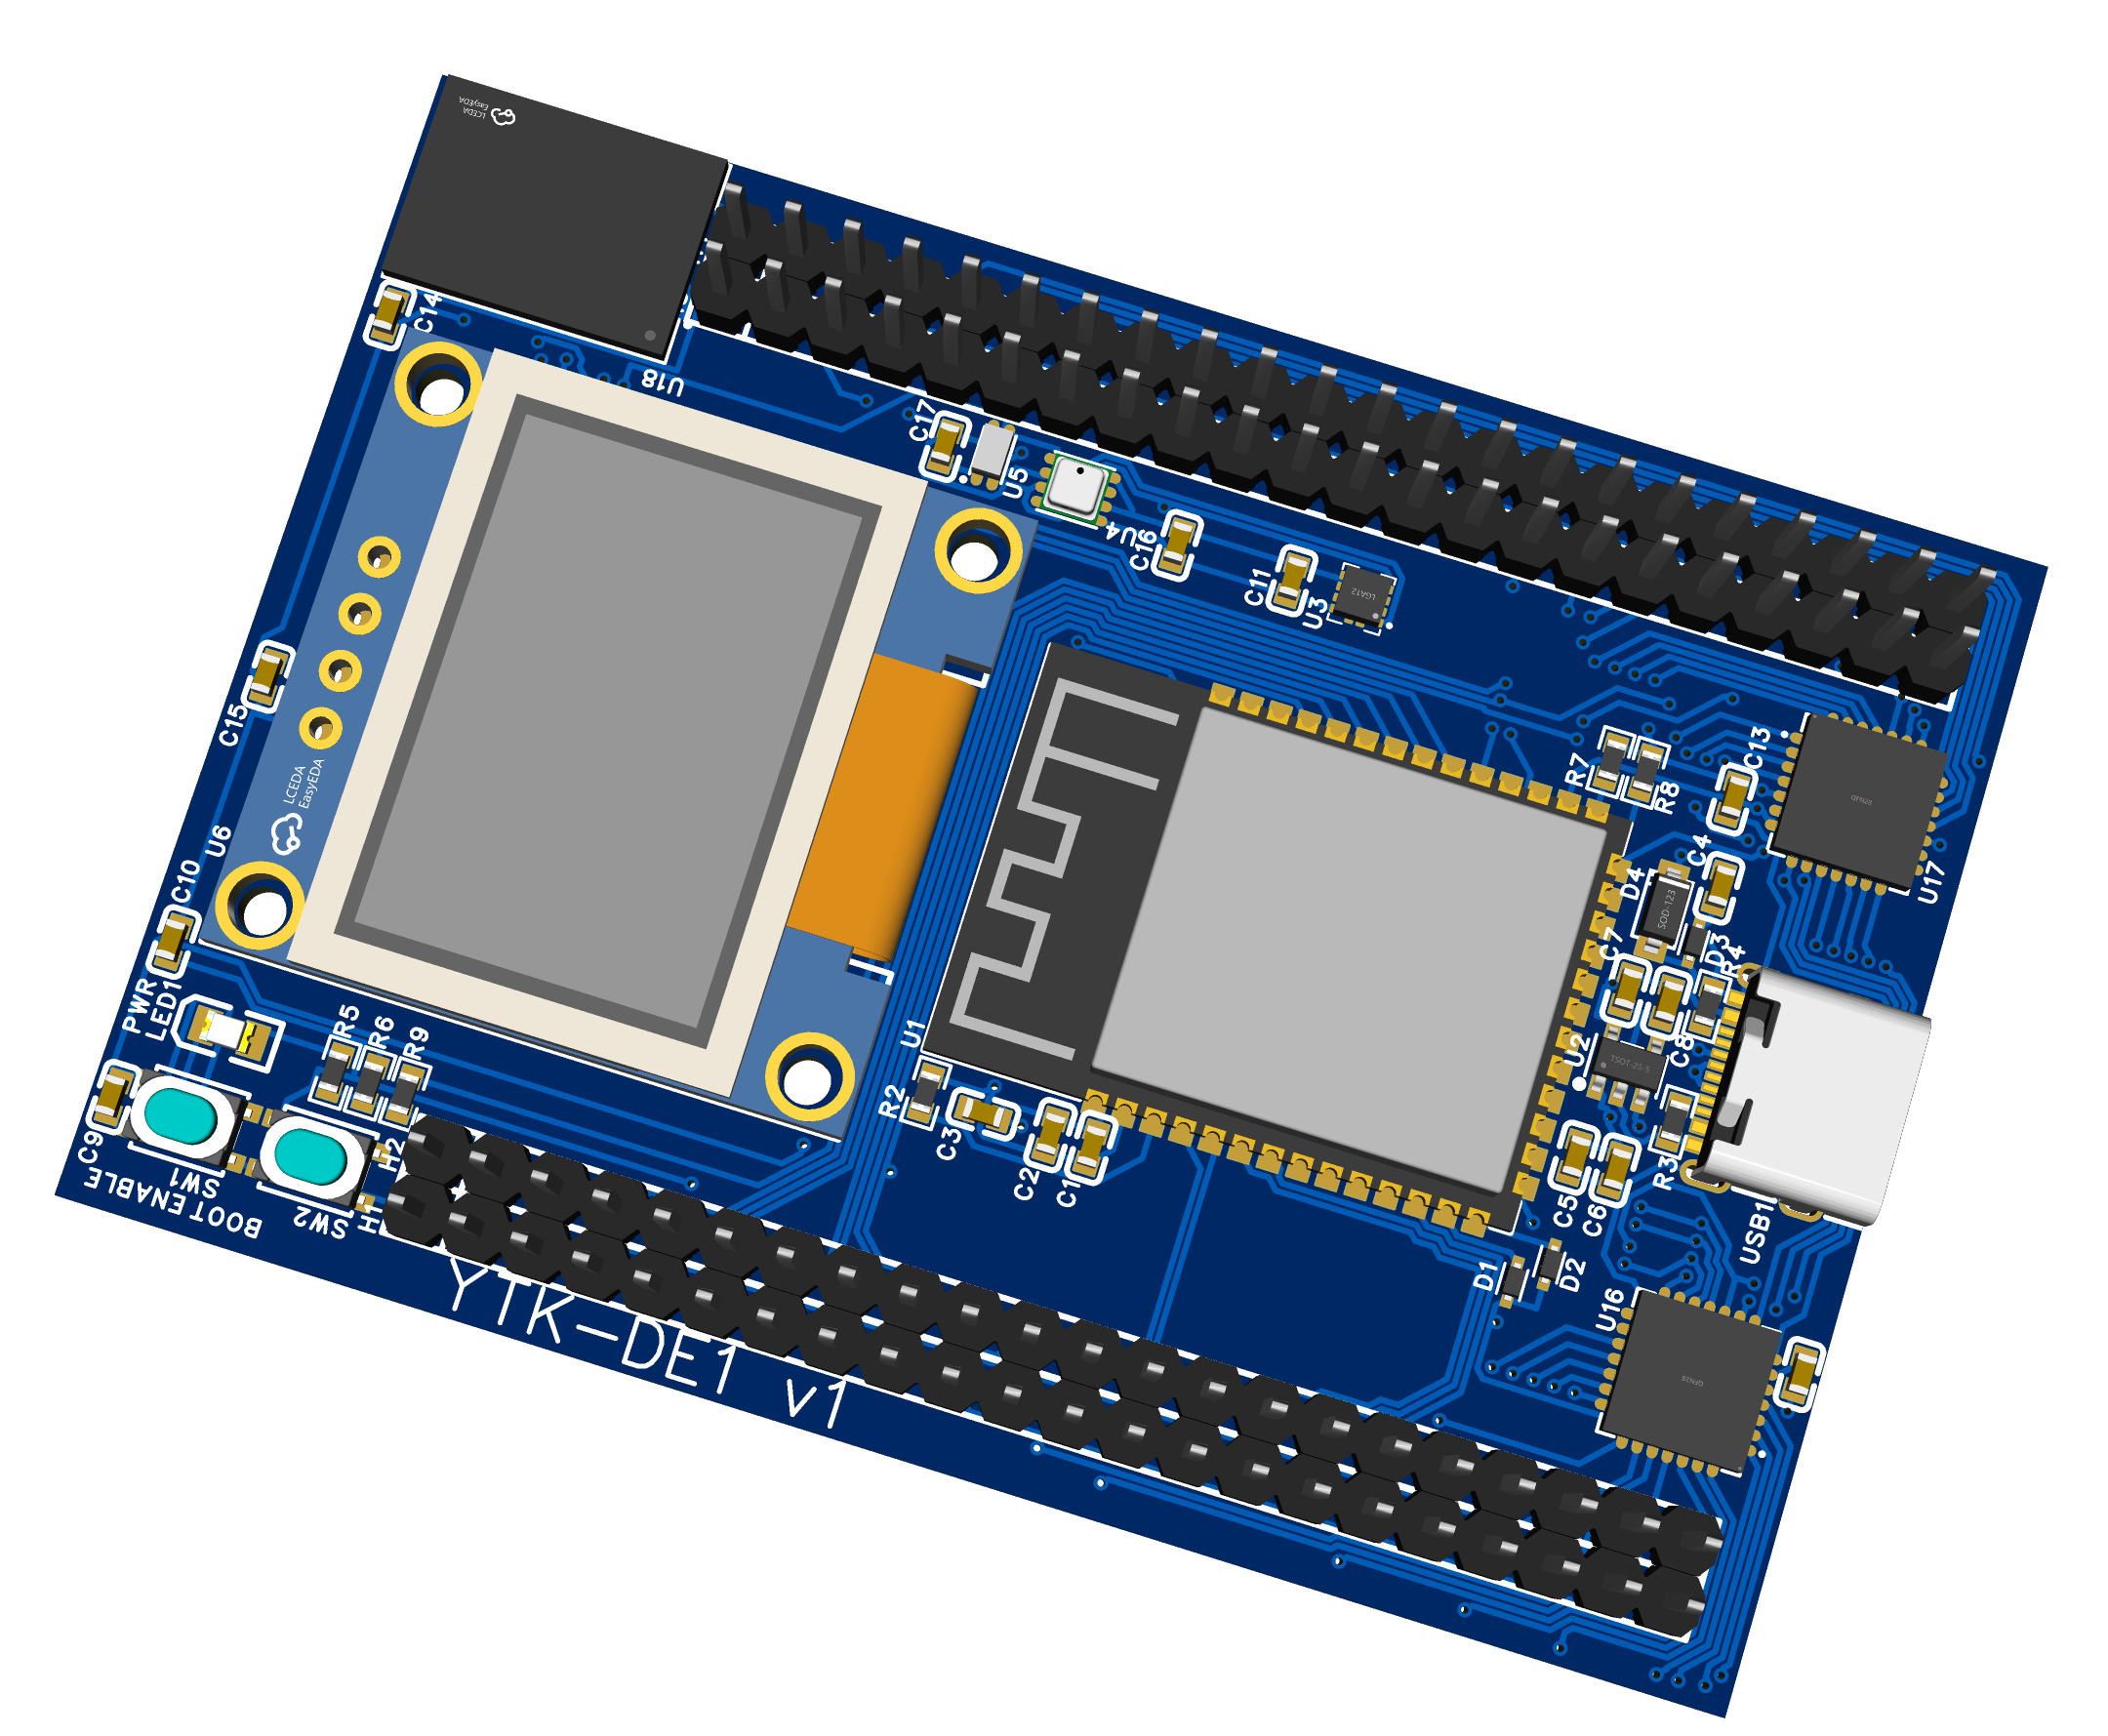 LCEDA
EasyEDA
C14
U18
C17
U5
U4
C16
C11
U3
LGA12
C15
LCEDA
EasyEDA
U6
C10
PWR
LED1
R5
R6
R9
C9
SW1
BOOT ENABLE
SW2
H2
H1
U1
R2
C3
C2
C1
R7
R8
C13
QFN28
U17
C4
D4
SOD-123
D3
R4
C7
C8
U2
TSOT-23-5
R3
C5
C6
USB1
D1
D2
U16
QFN28
YTK-DE1 v1